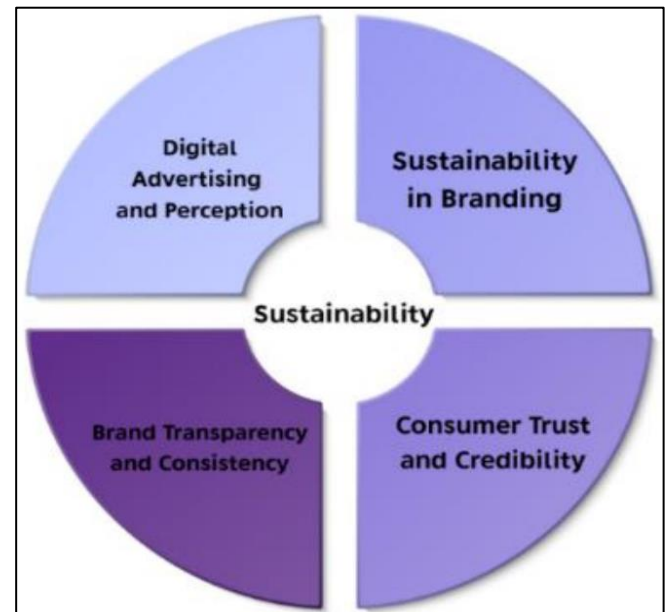 Digital
Advertising
and Perception
Sustainability
in Branding
Sustainability
Brand Transparency
and Consistency
Consumer Trust
and Credibility